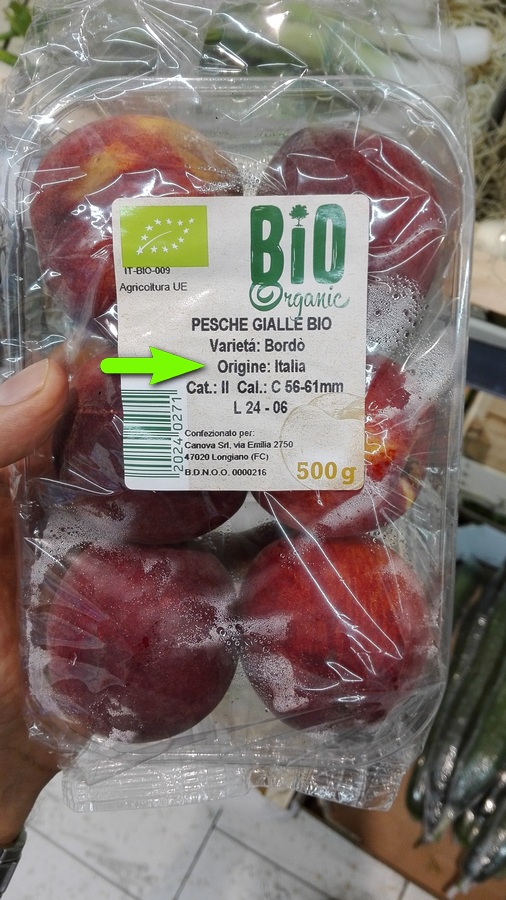 BiO
Organic
IT-BIO-009
Agricoltura UE
PESCHE GIALLE BIO
Varietá: Bordò
Origine: Italia
Cat.: II Cal.: C 56-61mm
L 24 - 06
Confezionato per:
Canova Srl, via Emilia 2750
47020 Longiano (FC)
B.D.N.O.O. 0000216
500g
2024 0271